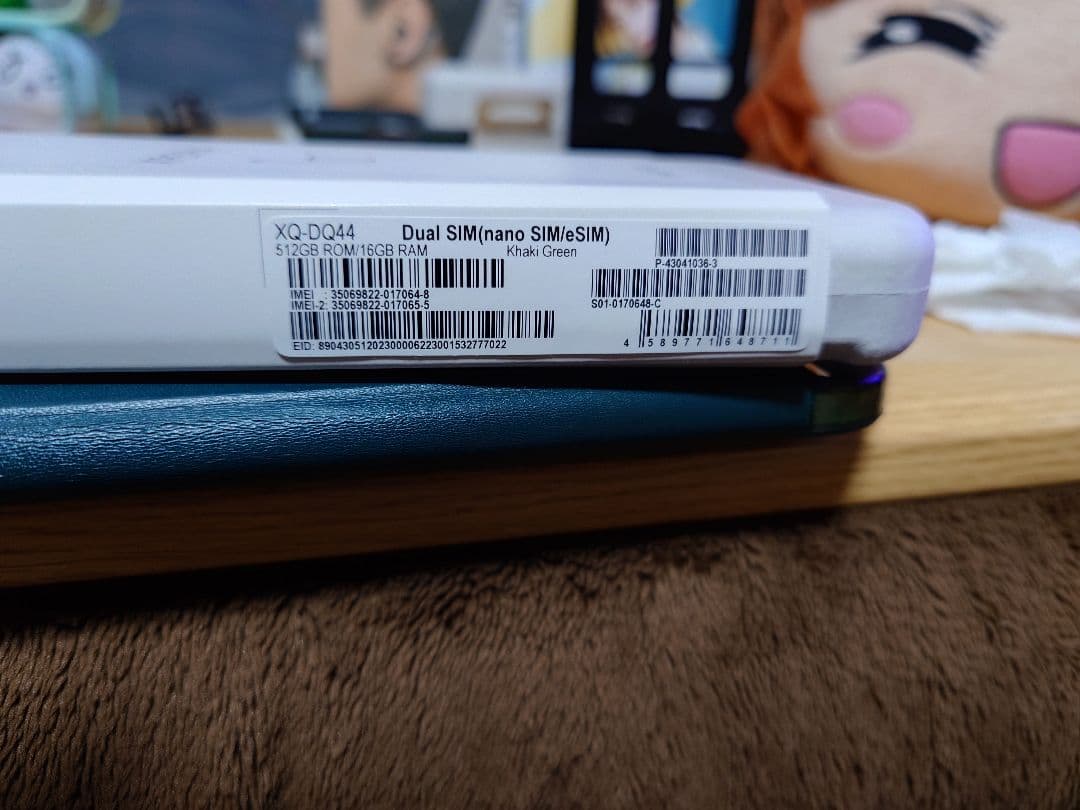 XQ-DQ44 Dual SIM(nano SIM/eSIM)
512GB ROM/16GB RAM Khaki Green
P-43041036-3
IMEI : 35069822-017064-8
IMEI-2: 35069822-017065-5
S01-0170648-C
EID: 89043051202300006223001532777022
4 589771 648711